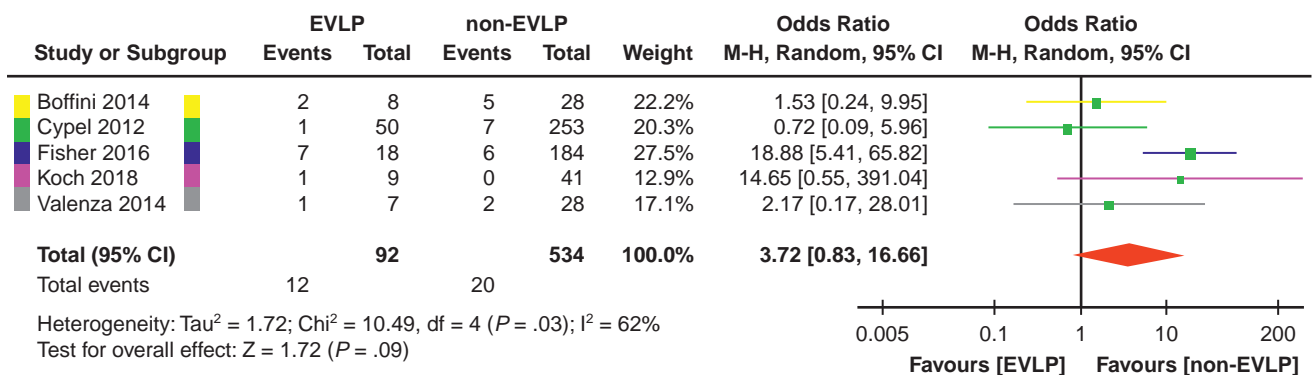 EVLP non-EVLP Odds Ratio Odds Ratio
Study or Subgroup Events Total Events Total Weight M-H, Random, 95% CI M-H, Random, 95% CI
Boffini 2014 2 8 5 28 22.2% 1.53 [0.24, 9.95]
Cypel 2012 1 50 7 253 20.3% 0.72 [0.09, 5.96]
Fisher 2016 7 18 6 184 27.5% 18.88 [5.41, 65.82]
Koch 2018 1 9 0 41 12.9% 14.65 [0.55, 391.04]
Valenza 2014 1 7 2 28 17.1% 2.17 [0.17, 28.01]
Total (95% CI) 92 534 100.0% 3.72 [0.83, 16.66]
Total events 12 20
Heterogeneity: Tau² = 1.72; Chi² = 10.49, df = 4 (P = .03); I² = 62%
Test for overall effect: Z = 1.72 (P = .09)
0.005 0.1 1 10 200
Favours [EVLP] Favours [non-EVLP]